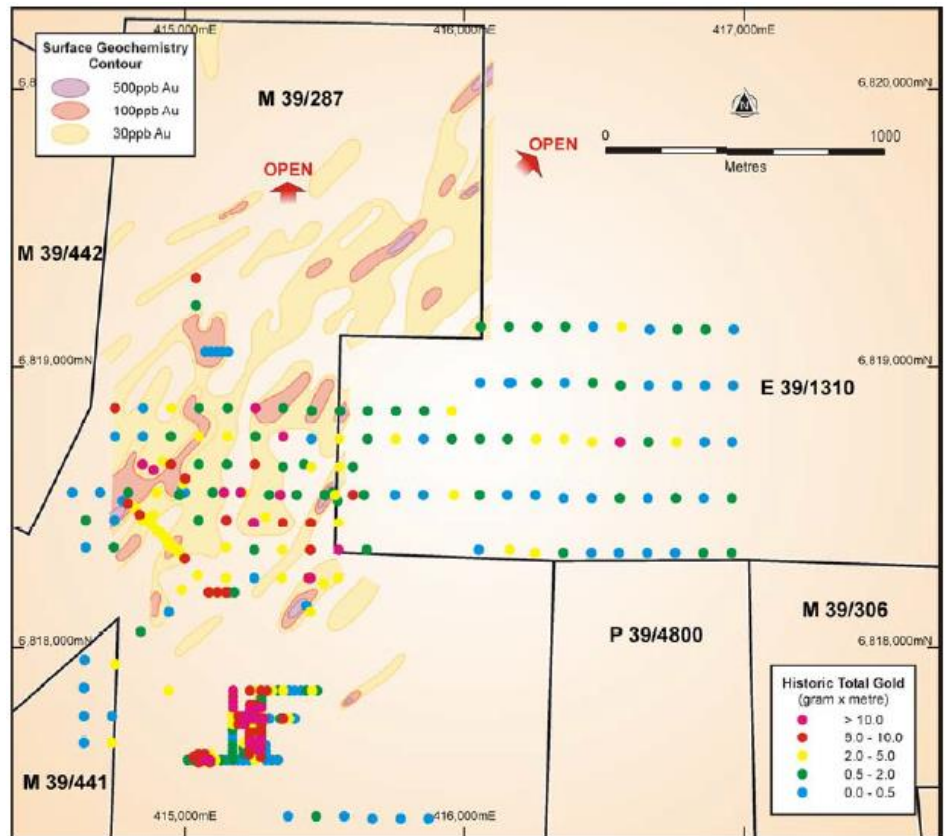 415,000mE
416,000mE
417,000mE
Surface Geochemistry
Contour
500ppb Au
100ppb Au
30ppb Au
6,820,000mN
M 39/287
N
0
1000
Metres
OPEN
OPEN
M 39/442
6,819,000mN
6,819,000mN
E 39/1310
6,818,000mN
6,818,000mN
P 39/4800
M 39/306
M 39/441
Historic Total Gold
(gram x metre)
> 10.0
5.0 - 10.0
2.0 - 5.0
0.5 - 2.0
0.0 - 0.5
415,000mE
416,000mE